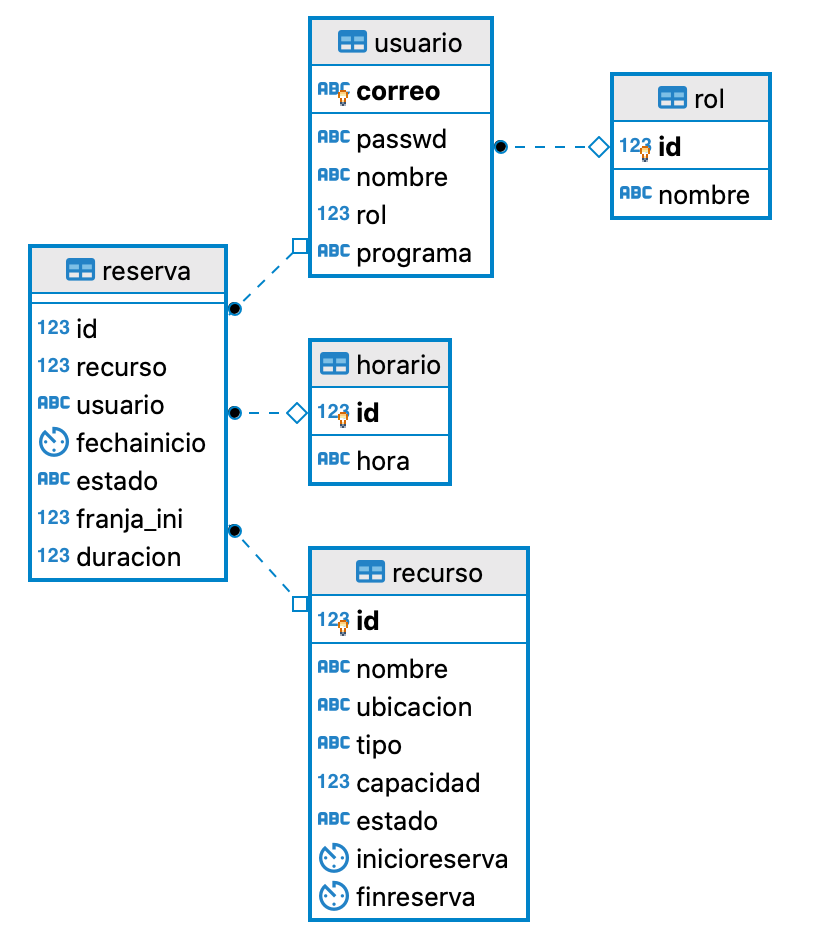 usuario
ABC correo
ABC passwd
ABC nombre
123 rol
ABC programa
rol
123 id
ABC nombre
reserva
123 id
123 recurso
ABC usuario
fechainicio
ABC estado
123 franja_ini
123 duracion
horario
123 id
ABC hora
recurso
123 id
ABC nombre
ABC ubicacion
ABC tipo
123 capacidad
ABC estado
inicioreserva
finreserva